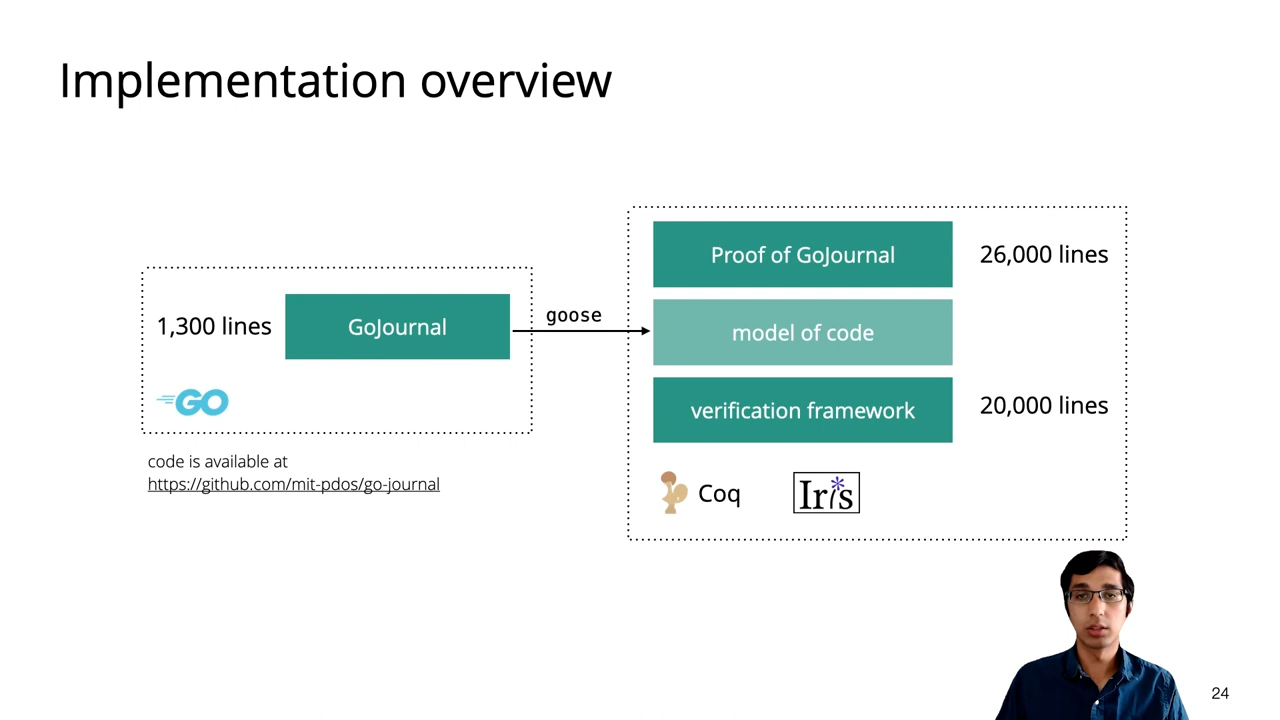 Implementation overview
1,300 lines
GoJournal
GO
code is available at
https://github.com/mit-pdos/go-journal
goose
Proof of GoJournal
26,000 lines
model of code
verification framework
20,000 lines
Coq
Iris
24